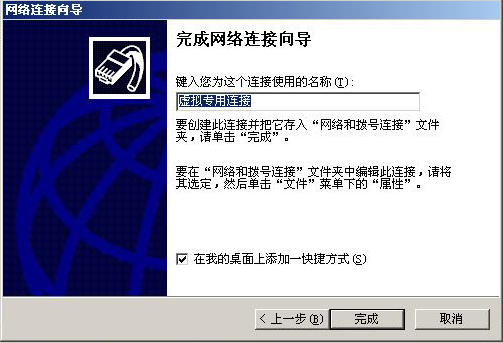 网络连接向导
完成网络连接向导
键入您为这个连接使用的名称(I):
虚拟专用连接
要创建此连接并把它存入“网络和拨号连接”文件
夹，请单击“完成”。
要在“网络和拨号连接”文件夹中编辑此连接，请将
其选定，然后单击“文件”菜单下的“属性”。
在我的桌面上添加一快捷方式(S)
< 上一步(B)
完成
取消